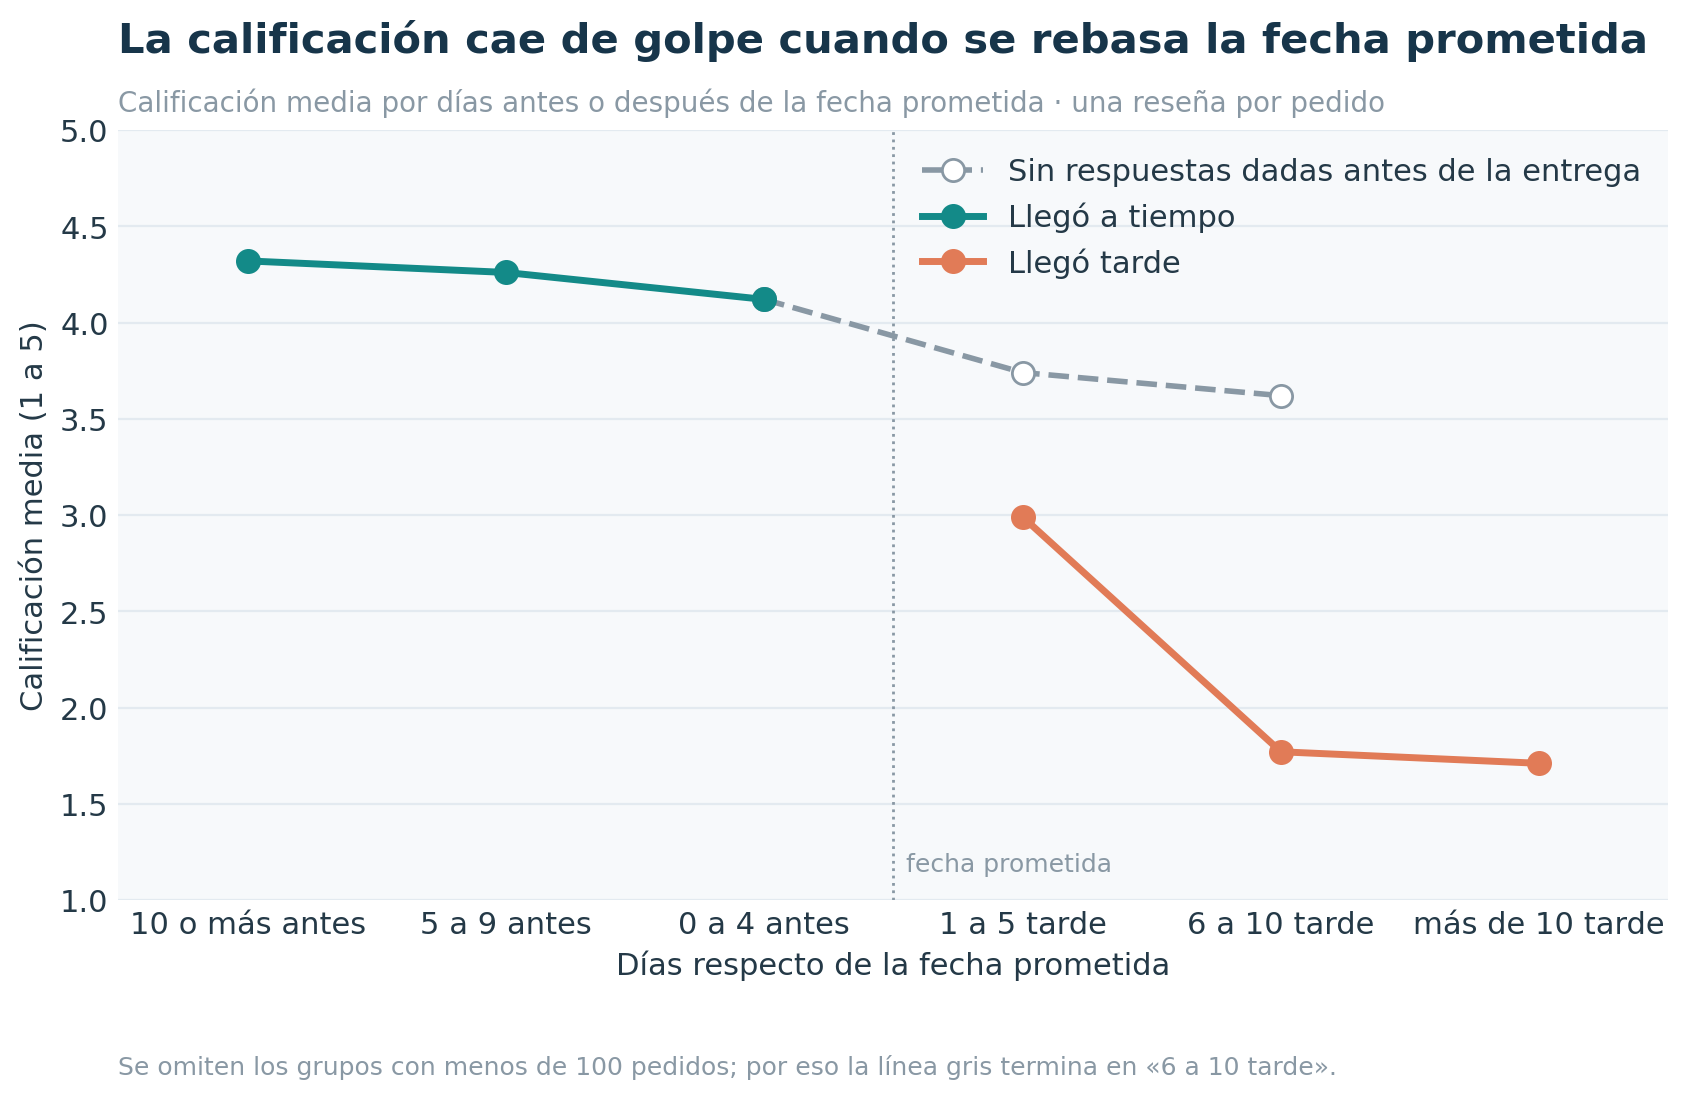 La calificación cae de golpe cuando se rebasa la fecha prometida
Calificación media por días antes o después de la fecha prometida · una reseña por pedido
Sin respuestas dadas antes de la entrega
Llegó a tiempo
Llegó tarde
Calificación media (1 a 5)
5.0
4.5
4.0
3.5
3.0
2.5
2.0
1.5
1.0
fecha prometida
10 o más antes
5 a 9 antes
0 a 4 antes
1 a 5 tarde
6 a 10 tarde
más de 10 tarde
Días respecto de la fecha prometida
Se omiten los grupos con menos de 100 pedidos; por eso la línea gris termina en «6 a 10 tarde».